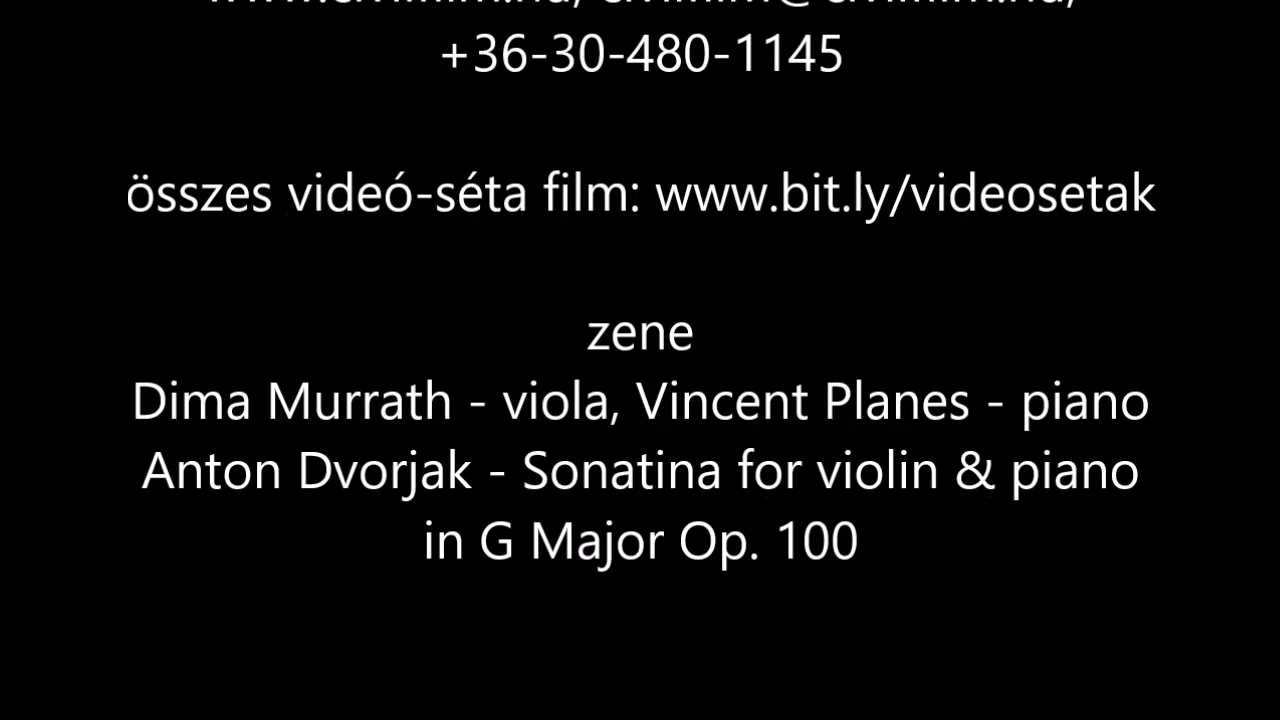 +36-30-480-1145
összes videó-séta film: www.bit.ly/videosetak
zene
Dima Murrath - viola, Vincent Planes - piano
Anton Dvorjak - Sonatina for violin & piano
in G Major Op. 100